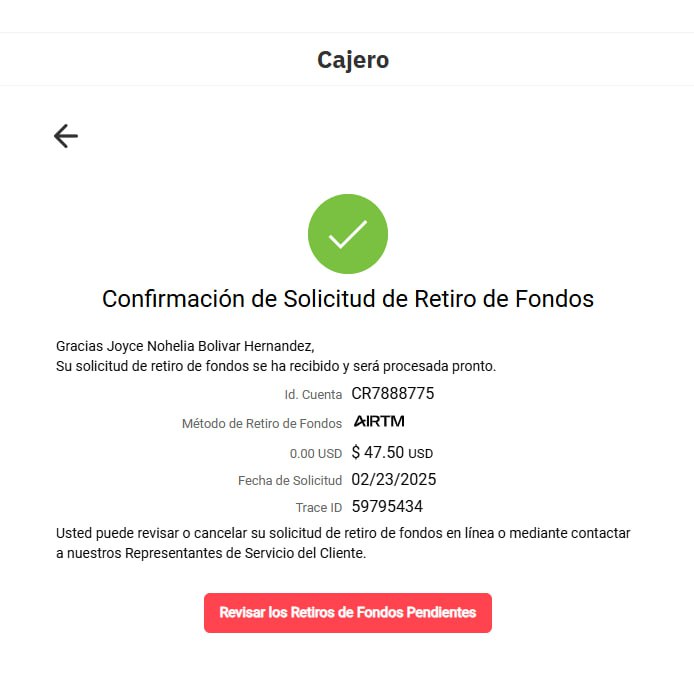 Cajero
Confirmación de Solicitud de Retiro de Fondos
Gracias Joyce Nohelia Bolivar Hernandez,
Su solicitud de retiro de fondos se ha recibido y será procesada pronto.
Id. Cuenta CR7888775
Método de Retiro de Fondos AIRTM
0.00 USD $ 47.50 USD
Fecha de Solicitud 02/23/2025
Trace ID 59795434
Usted puede revisar o cancelar su solicitud de retiro de fondos en línea o mediante contactar
a nuestros Representantes de Servicio del Cliente.
Revisar los Retiros de Fondos Pendientes